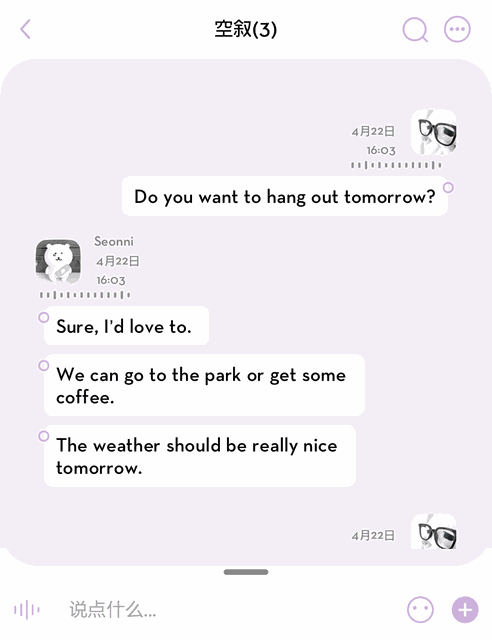 空叙(3)
4月22日
16:03
Do you want to hang out tomorrow?
Seonni
4月22日
16:03
Sure, I'd love to.
We can go to the park or get some
coffee.
The weather should be really nice
tomorrow.
4月22日
说点什么...